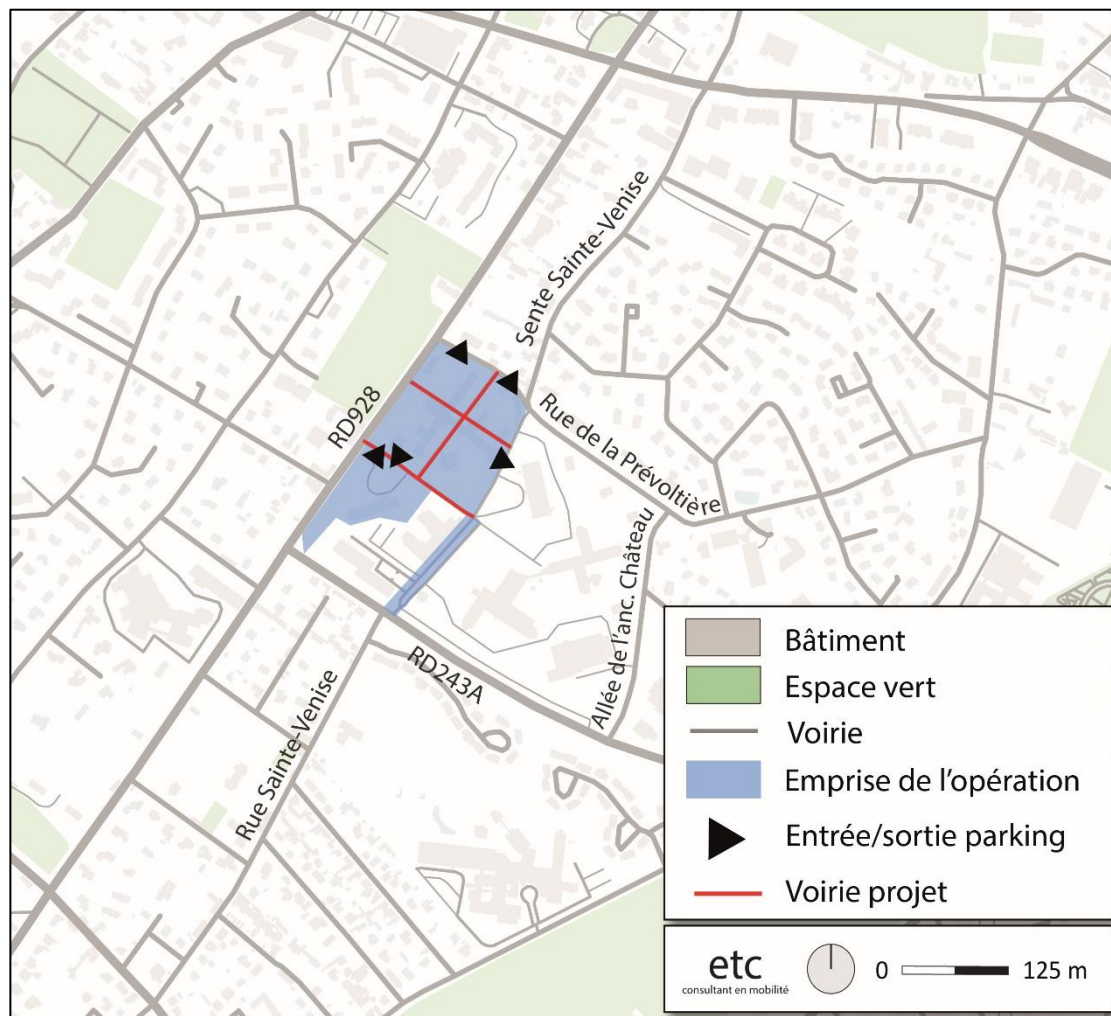 Sente Sainte-Venise
RD928
Rue de la Prévoltière
Allée de l'anc. Château
RD243A
Rue Sainte-Venise
Bâtiment
Espace vert
Voirie
Emprise de l'opération
Entrée/sortie parking
Voirie projet
etc
consultant en mobilité
0 125 m